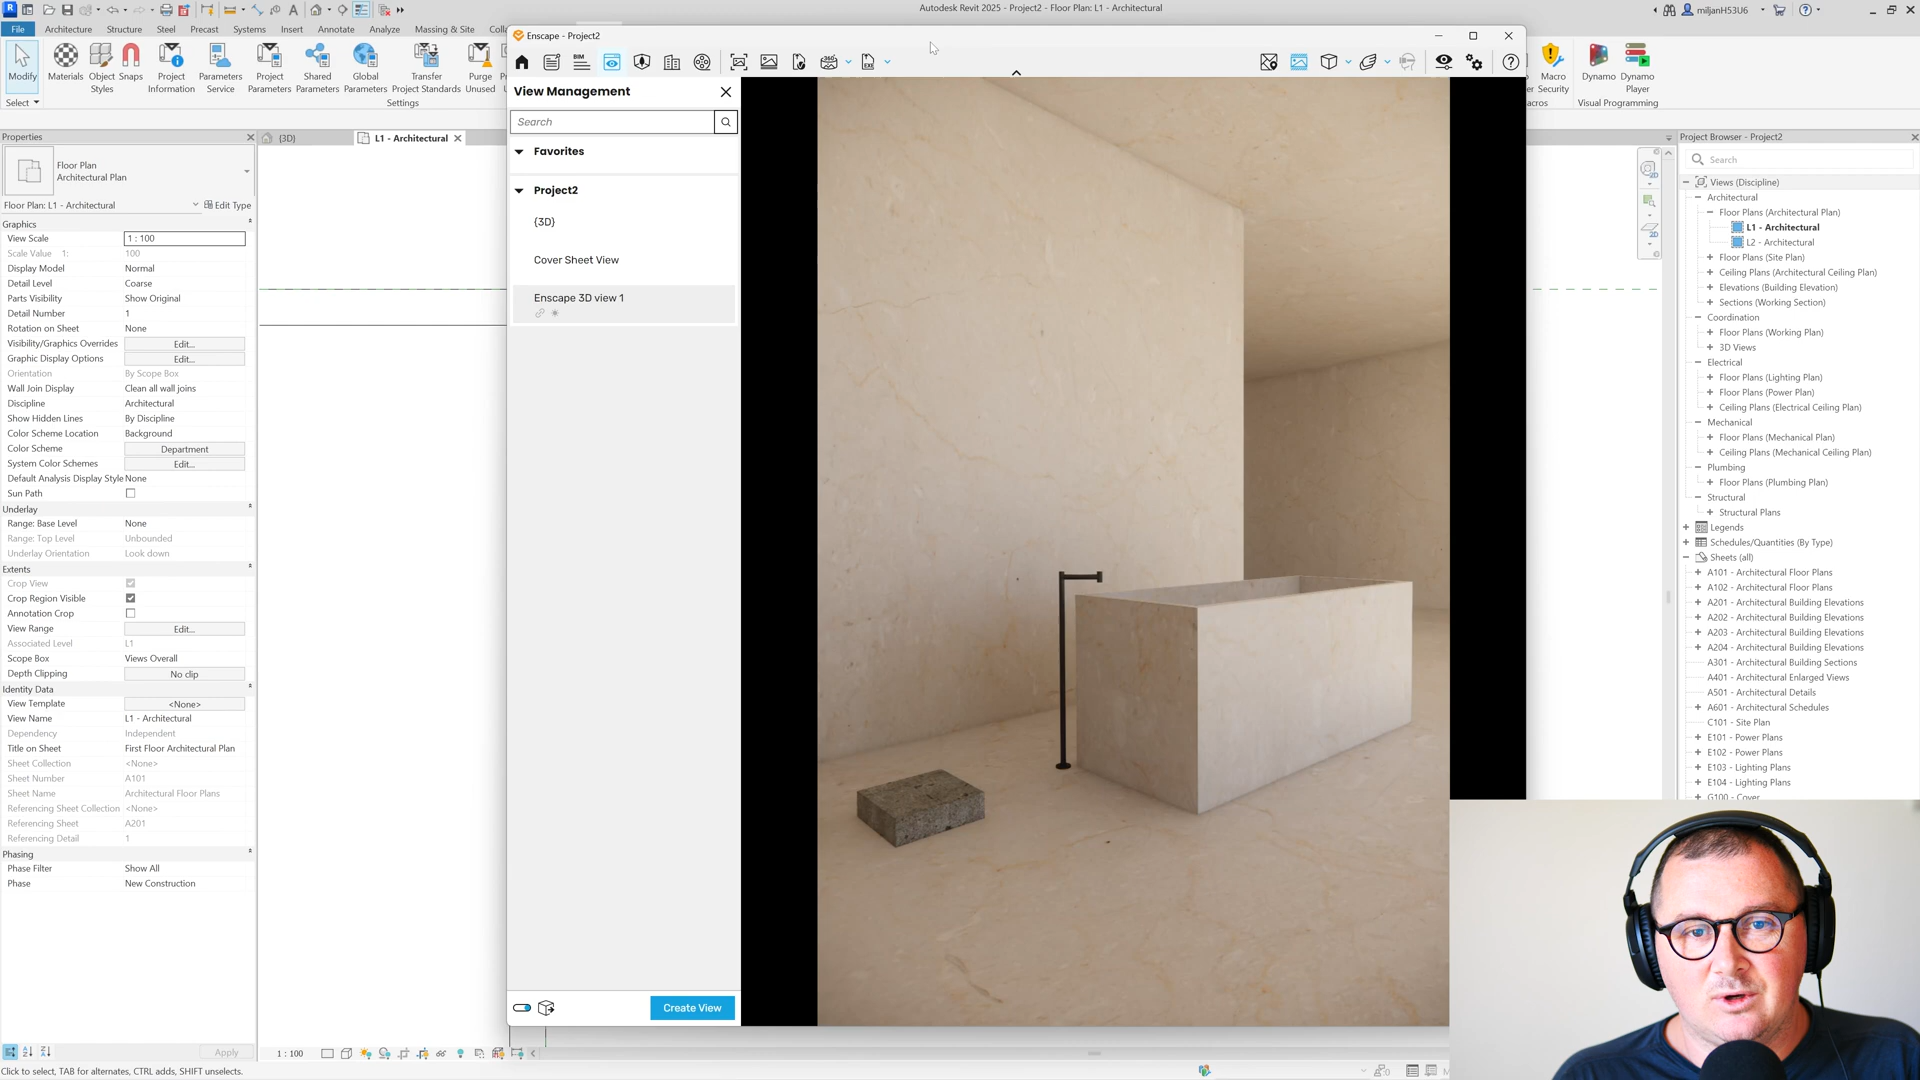 Autodesk Revit 2025 - Project2 - Floor Plan: L1 - Architectural
miljanH53U6
File
Architecture
Structure
Steel
Precast
Systems
Insert
Annotate
Analyze
Massing & Site
Modify
Materials
Object Styles
Snaps
Project Information
Parameters Service
Project Parameters
Shared Parameters
Global Parameters
Transfer Project Standards
Purge Unused
Macro Security
Dynamo
Dynamo Player
Select
Settings
Visual Programming
Enscape - Project2
BIM
360°
EXE
Properties
{3D}
L1 - Architectural
Floor Plan
Architectural Plan
Floor Plan: L1 - Architectural
Edit Type
Graphics
View Scale 1 : 100
Scale Value 1: 100
Display Model Normal
Detail Level Coarse
Parts Visibility Show Original
Detail Number 1
Rotation on Sheet None
Visibility/Graphics Overrides Edit...
Graphic Display Options Edit...
Orientation By Scope Box
Wall Join Display Clean all wall joins
Discipline Architectural
Show Hidden Lines By Discipline
Color Scheme Location Background
Color Scheme Department
System Color Schemes Edit...
Default Analysis Display Style None
Sun Path
Underlay
Range: Base Level None
Range: Top Level Unbounded
Underlay Orientation Look down
Extents
Crop View
Crop Region Visible
Annotation Crop
View Range Edit...
Associated Level L1
Scope Box Views Overall
Depth Clipping No clip
Identity Data
View Template <None>
View Name L1 - Architectural
Dependency Independent
Title on Sheet First Floor Architectural Plan
Sheet Collection <None>
Sheet Number A101
Sheet Name Architectural Floor Plans
Referencing Sheet Collection <None>
Referencing Sheet A201
Referencing Detail 1
Phasing
Phase Filter Show All
Phase New Construction
Apply
Click to select, TAB for alternates, CTRL adds, SHIFT unselects.
1 : 100
:0
View Management
Search
Favorites
Project2
{3D}
Cover Sheet View
Enscape 3D view 1
Create View
Project Browser - Project2
Search
Views (Discipline)
Architectural
Floor Plans (Architectural Plan)
L1 - Architectural
L2 - Architectural
Floor Plans (Site Plan)
Ceiling Plans (Architectural Ceiling Plan)
Elevations (Building Elevation)
Sections (Working Section)
Coordination
Floor Plans (Working Plan)
3D Views
Electrical
Floor Plans (Lighting Plan)
Floor Plans (Power Plan)
Ceiling Plans (Electrical Ceiling Plan)
Mechanical
Floor Plans (Mechanical Plan)
Ceiling Plans (Mechanical Ceiling Plan)
Plumbing
Floor Plans (Plumbing Plan)
Structural
Structural Plans
Legends
Schedules/Quantities (By Type)
Sheets (all)
A101 - Architectural Floor Plans
A102 - Architectural Floor Plans
A201 - Architectural Building Elevations
A202 - Architectural Building Elevations
A203 - Architectural Building Elevations
A204 - Architectural Building Elevations
A301 - Architectural Building Sections
A401 - Architectural Enlarged Views
A501 - Architectural Details
A601 - Architectural Schedules
C101 - Site Plan
E101 - Power Plans
E102 - Power Plans
E103 - Lighting Plans
E104 - Lighting Plans
G100 - Cover